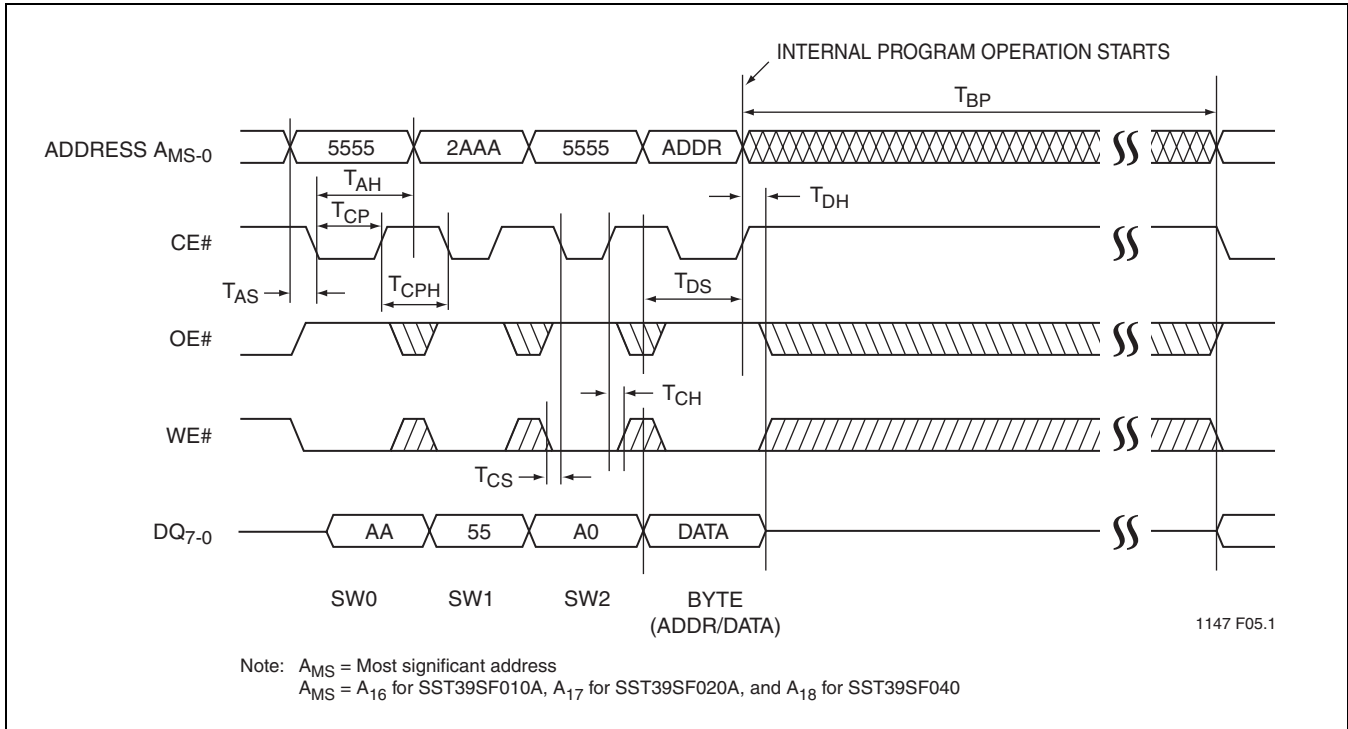 INTERNAL PROGRAM OPERATION STARTS
TBP
ADDRESS AMS-0
5555
2AAA
5555
ADDR
TAH
TDH
TCP
CE#
TAS
TCPH
TDS
OE#
TCH
WE#
TCS
DQ7-0
AA
55
A0
DATA
SW0
SW1
SW2
BYTE
(ADDR/DATA)
1147 F05.1
Note: AMS = Most significant address
AMS = A16 for SST39SF010A, A17 for SST39SF020A, and A18 for SST39SF040